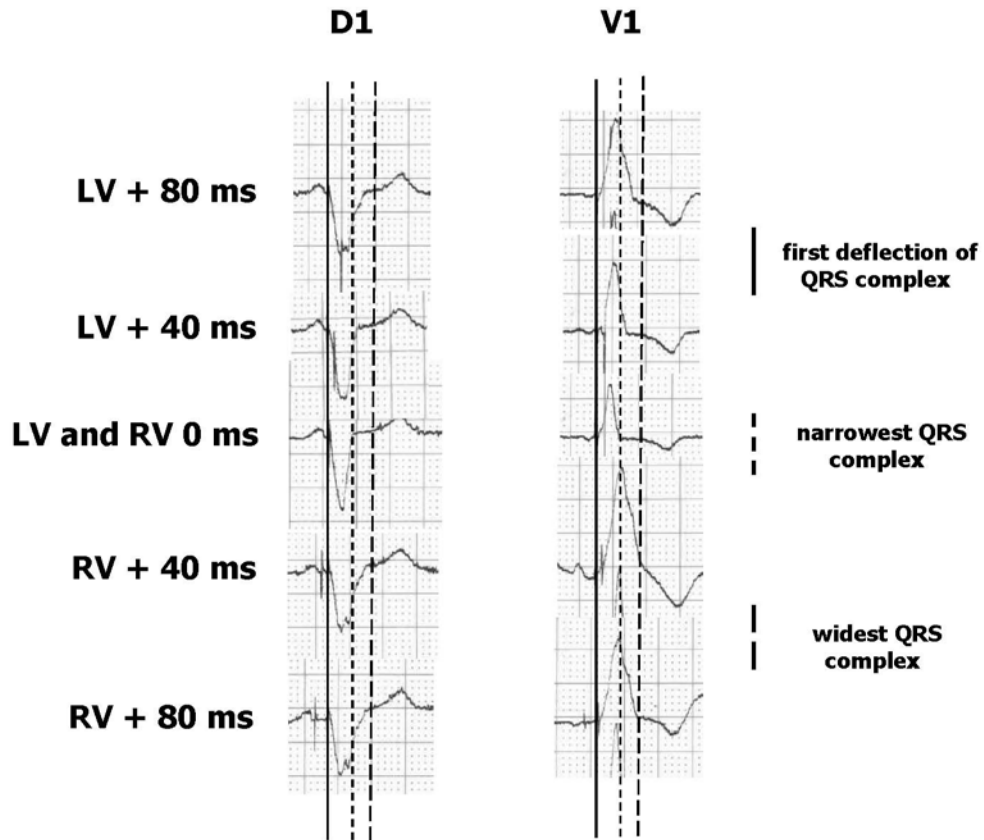 D1
V1
LV + 80 ms
first deflection of
QRS complex
LV + 40 ms
LV and RV 0 ms
narrowest QRS
complex
RV + 40 ms
widest QRS
complex
RV + 80 ms